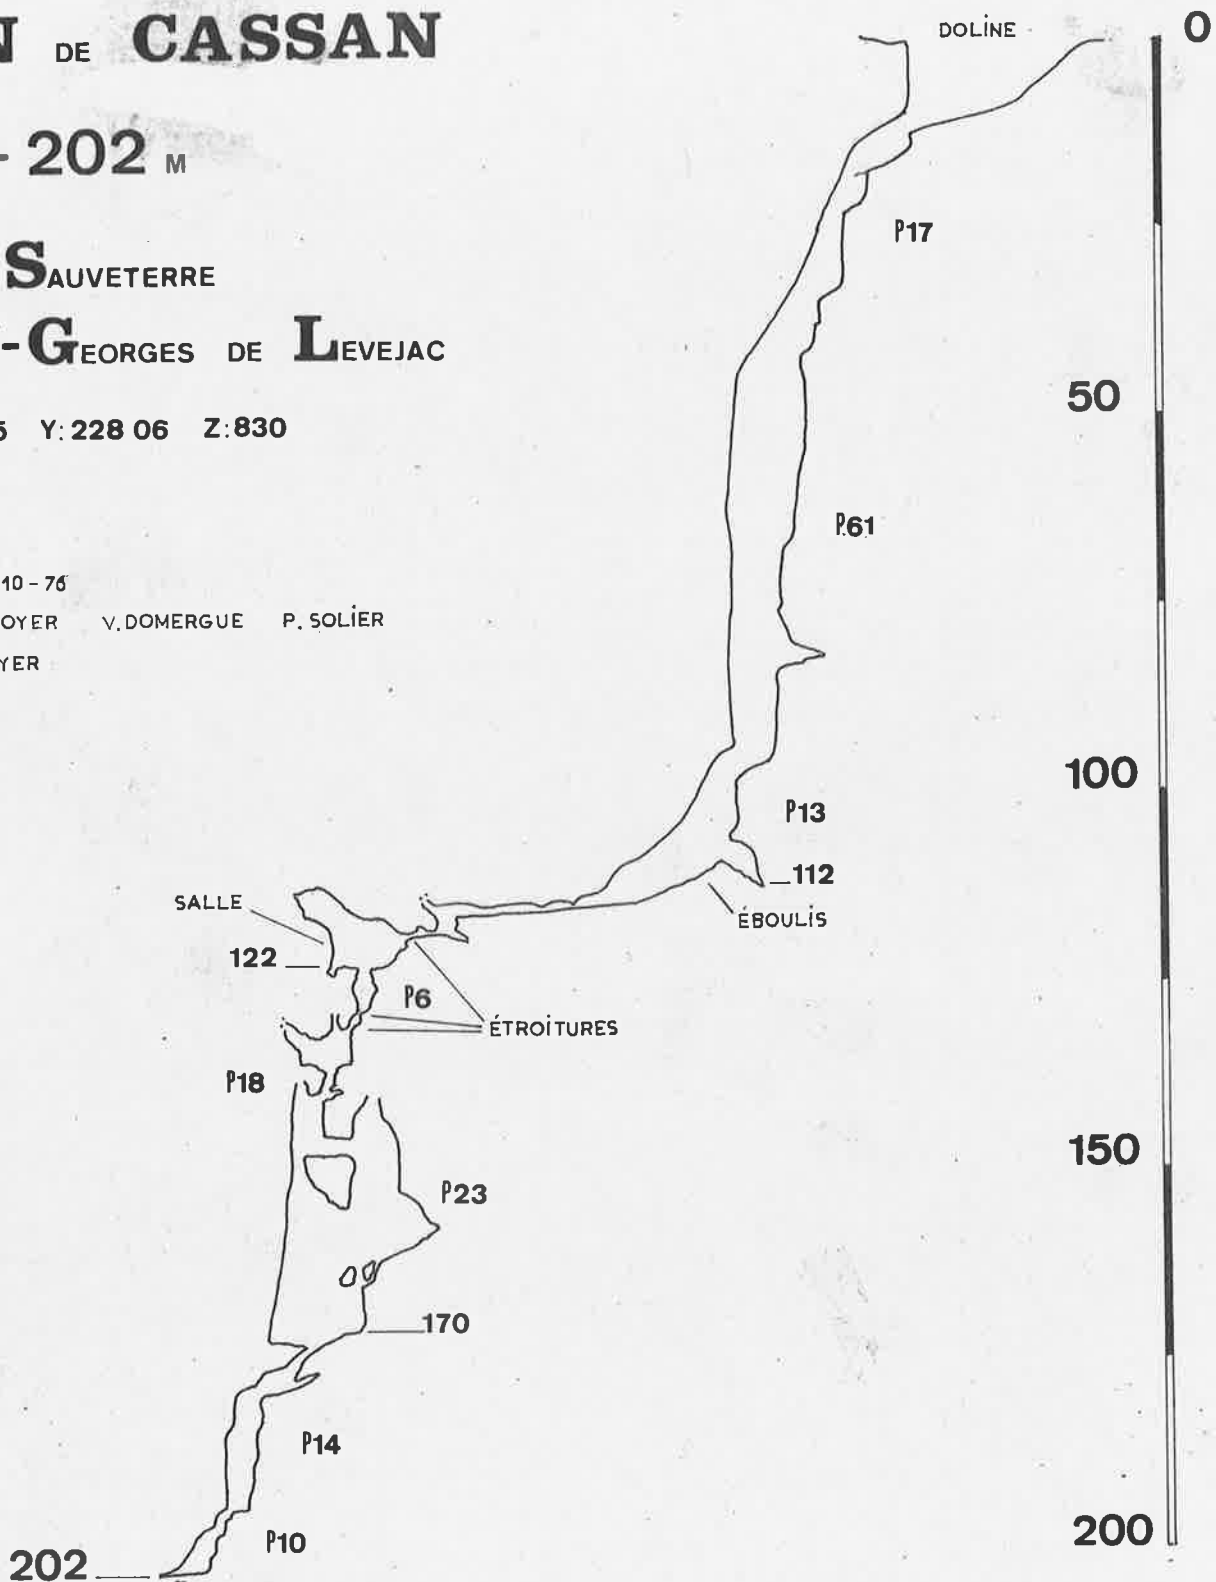 N DE CASSAN
- 202 M
SAUVETERRE
-GEORGES DE LEVEJAC
5 Y: 228 06 Z: 830
10 - 76
OYER V. DOMERGUE P. SOLIER
YER
DOLINE
0
P17
50
P.61
100
P13
112
ÉBOULIS
SALLE
122
P6
ÉTROITURES
P18
150
P23
170
P14
200
P10
202